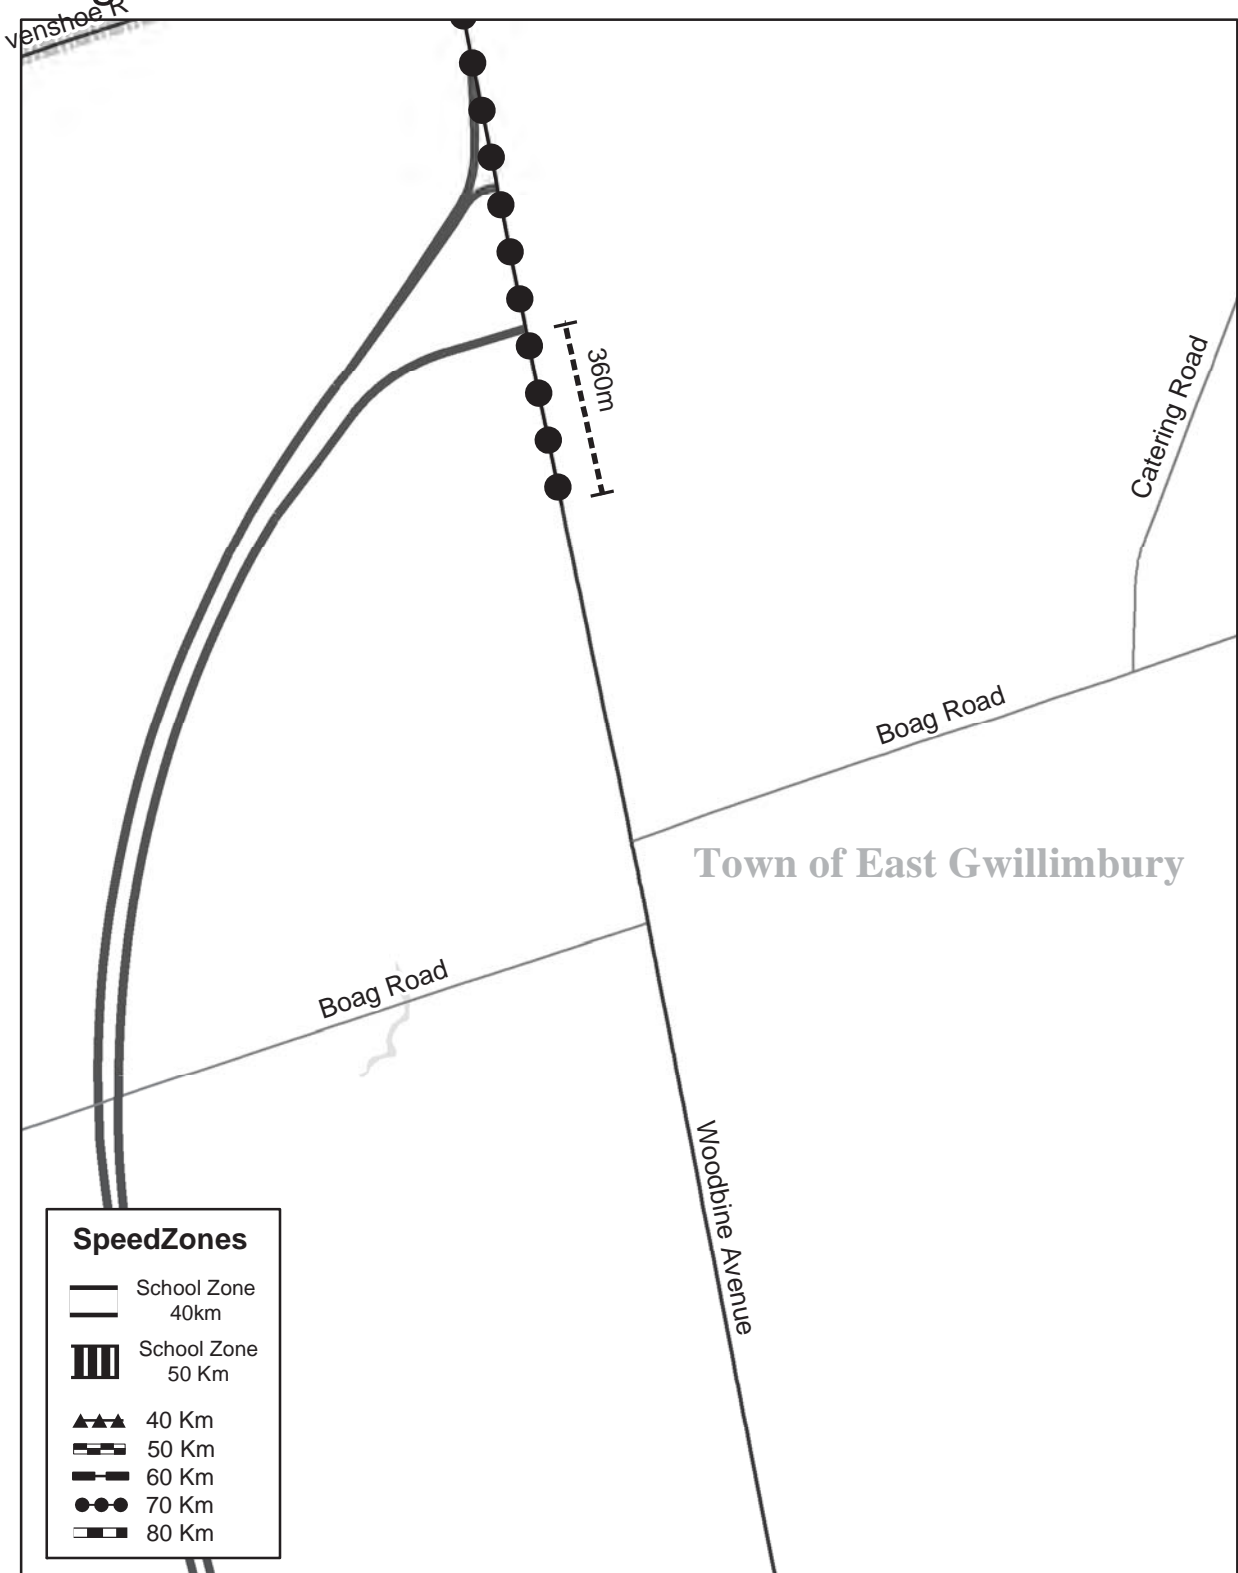 venshoe R
360m
Catering Road
Boag Road
Town of East Gwillimbury
Boag Road
Woodbine Avenue
SpeedZones
School Zone
40km
School Zone
50 Km
40 Km
50 Km
60 Km
70 Km
80 Km